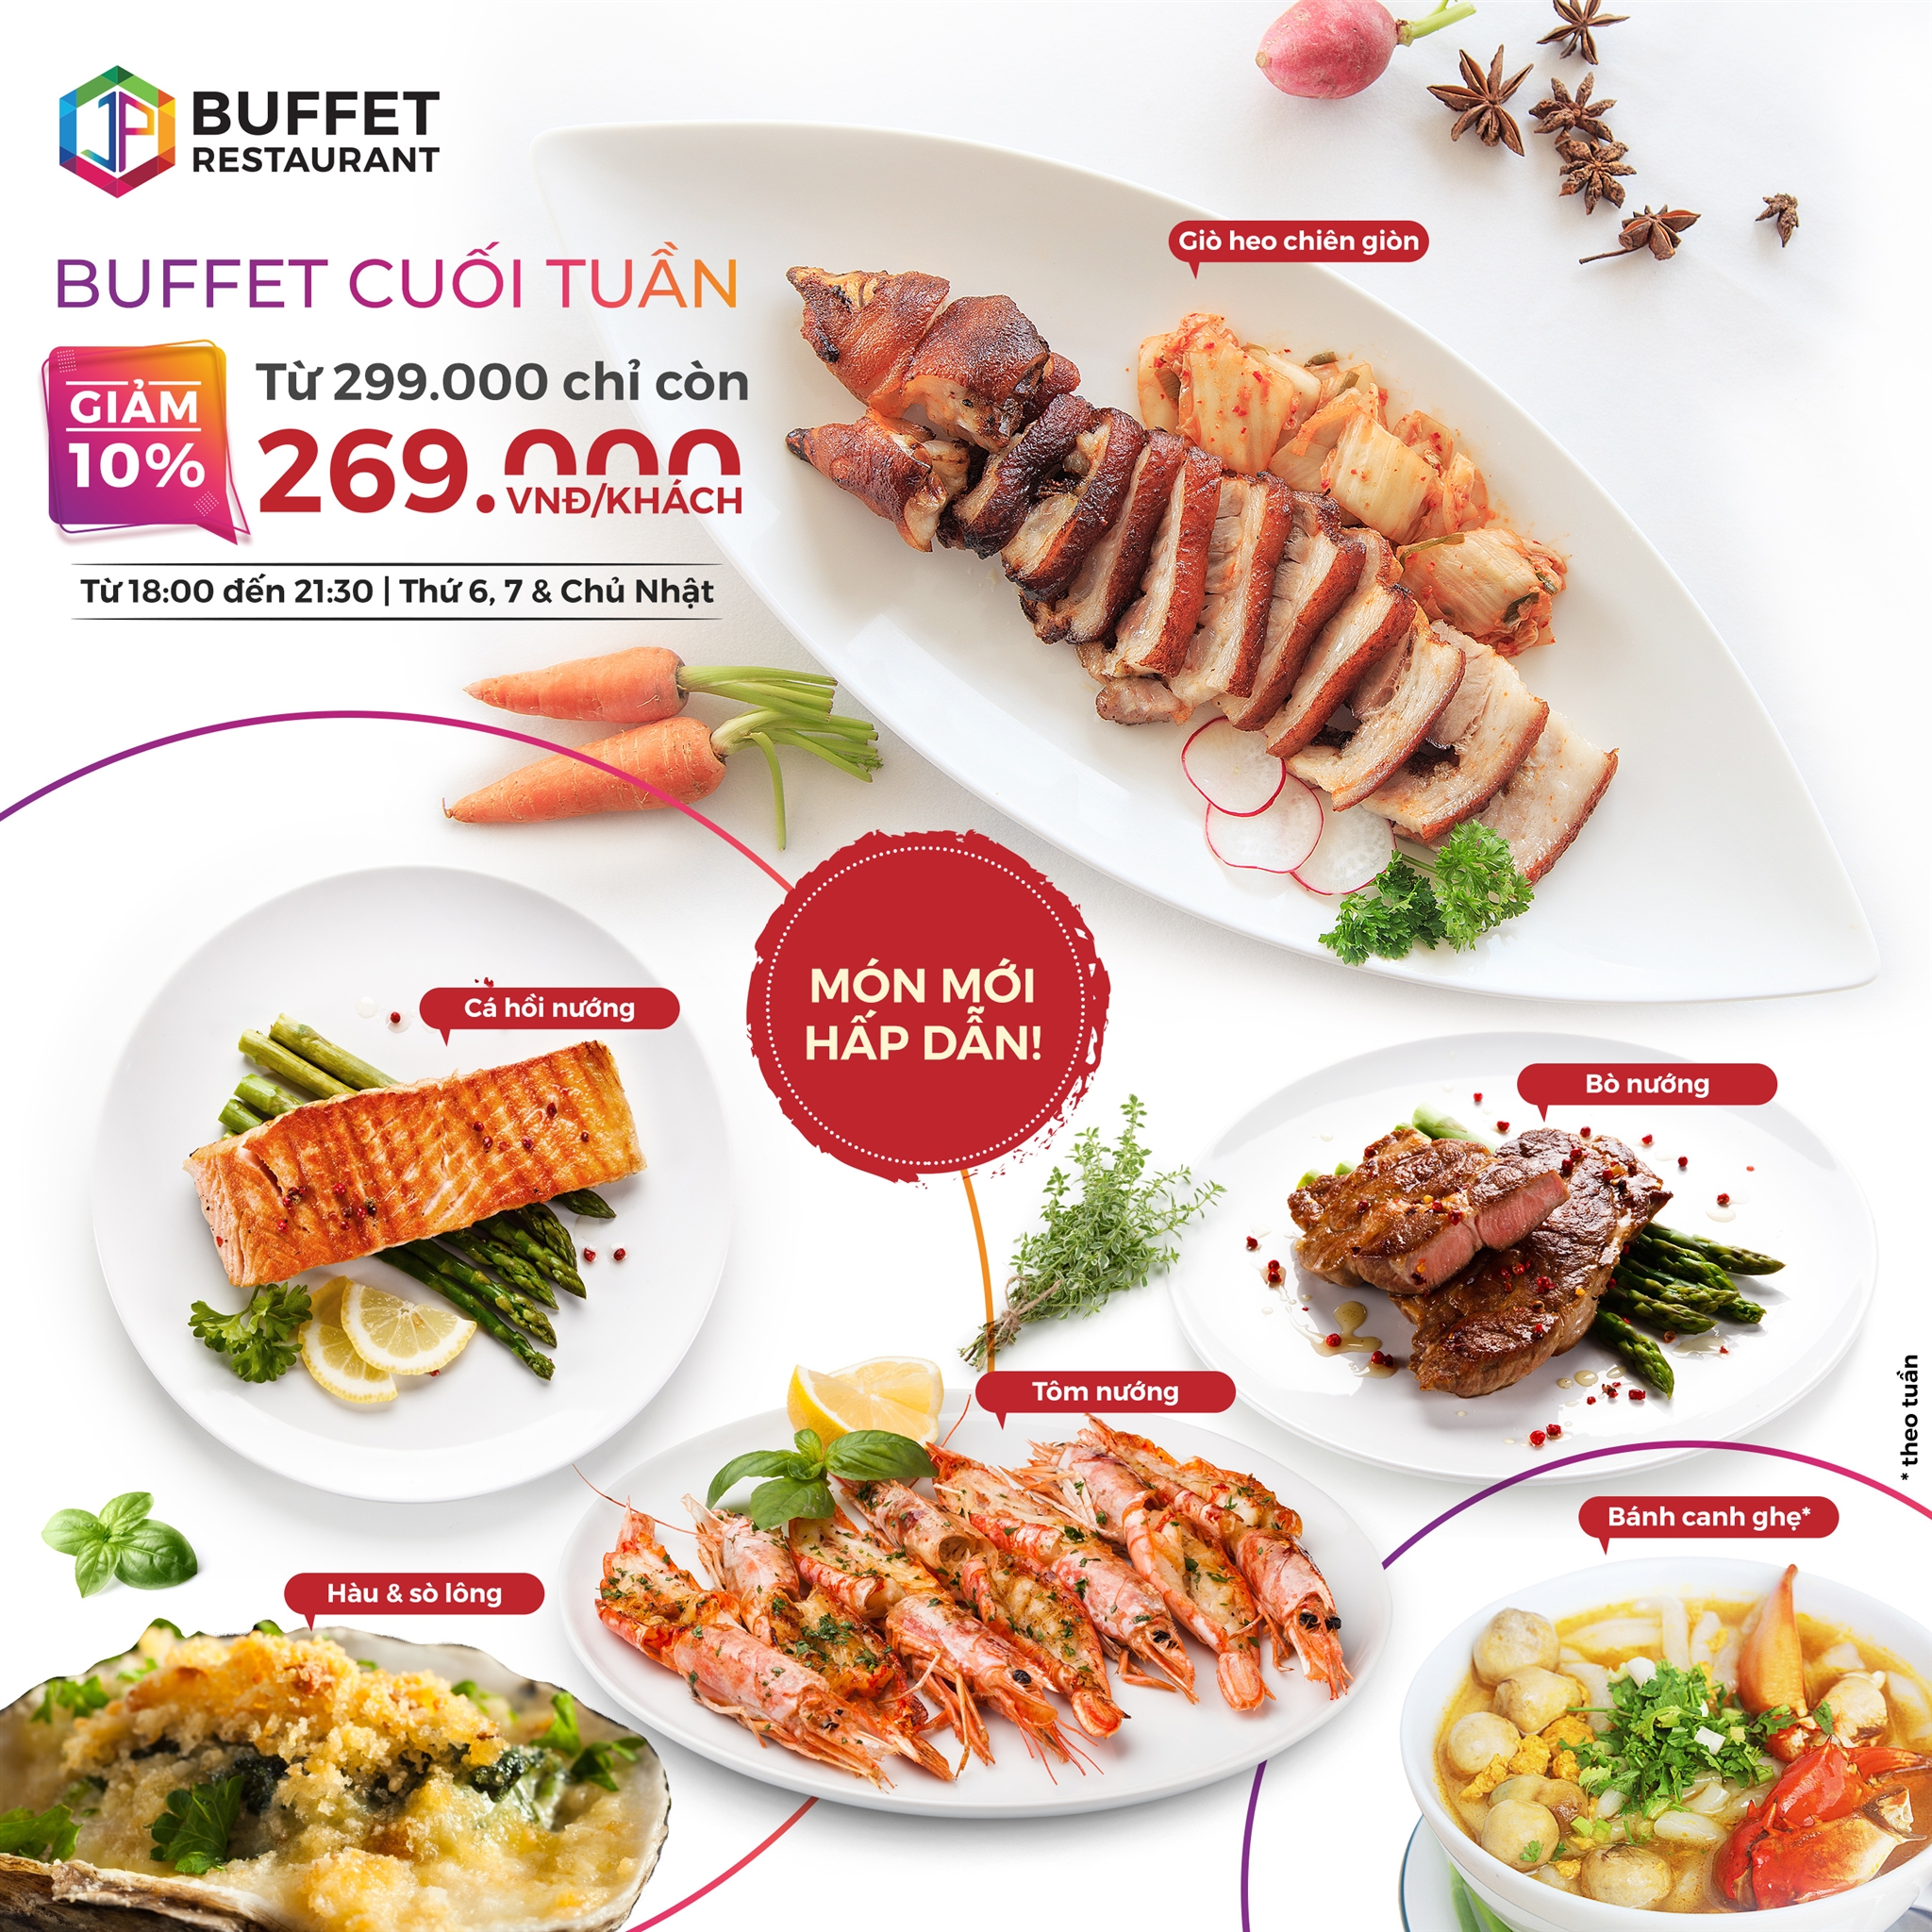 JP BUFFET
RESTAURANT
BUFFET CUỐI TUẦN
GIẢM
10%
Từ 299.000 chỉ còn
269.000
VNĐ/KHÁCH
Từ 18:00 đến 21:30 | Thứ 6, 7 & Chủ Nhật
Giò heo chiên giòn
MÓN MỚI
HẤP DẪN!
Cá hồi nướng
Bò nướng
Tôm nướng
* theo tuần
Bánh canh ghẹ*
Hàu & sò lông